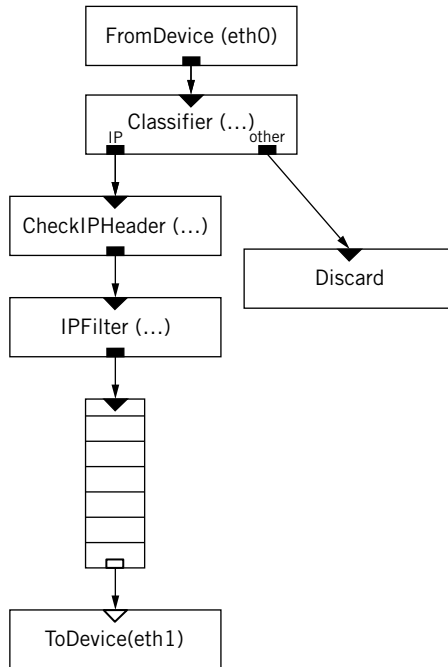 FromDevice (eth0)
Classifier (...)
IP
other
CheckIPHeader (...)
Discard
IPFilter (...)
ToDevice(eth1)